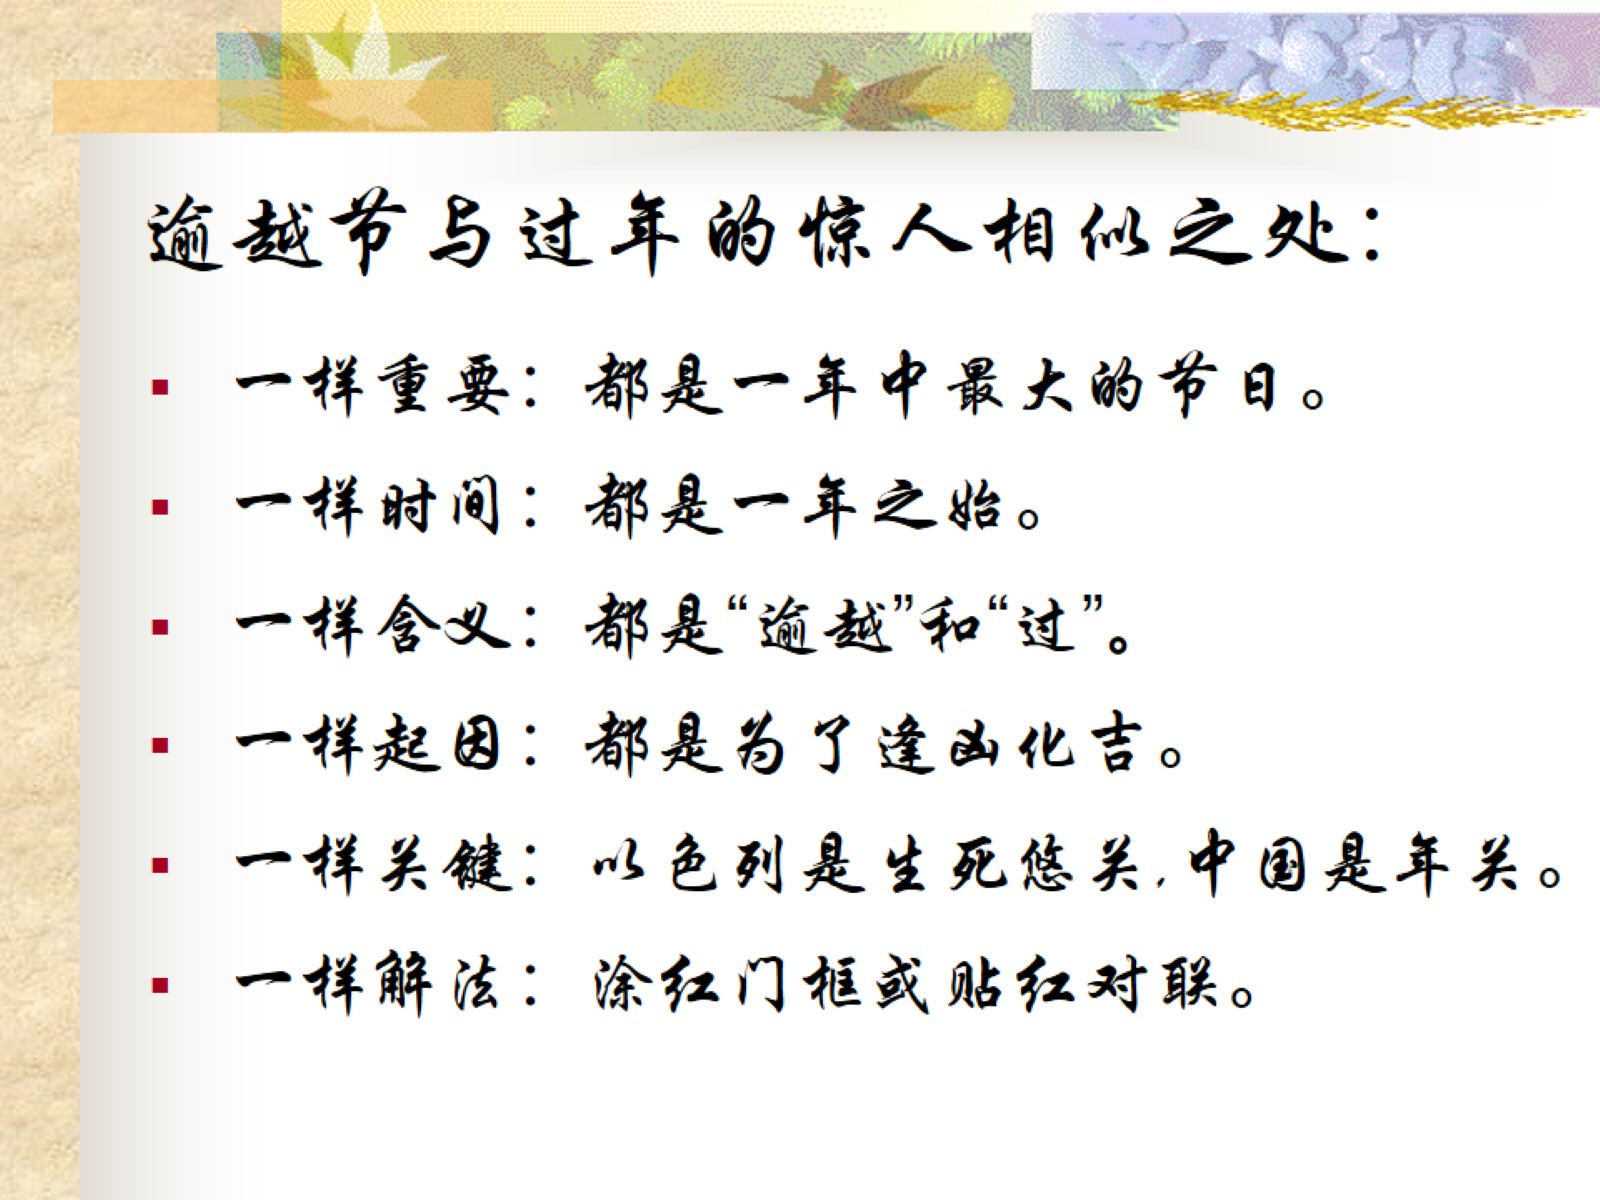 逾越节与过年的惊人相似之处：
一样重要：都是一年中最大的节日。
一样时间：都是一年之始。
一样含义：都是“逾越”和“过”。
一样起因：都是为了逢凶化吉。
一样关键：以色列是生死悠关,中国是年关。
一样解法：涂红门框或贴红对联。